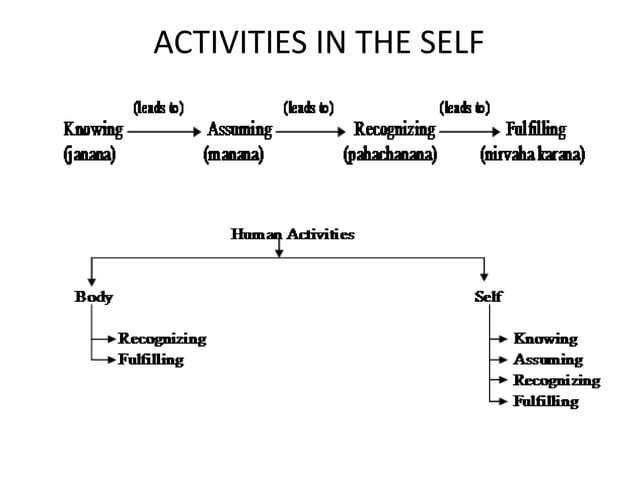 ACTIVITIES IN THE SELF
(leads to) (leads to) (leads to)
Knowing Assuming Recognizing Fulfilling
(janana) (manana) (pahachanana) (nirvaha karana)
Human Activities
Body Self
Recognizing Knowing
Fulfilling Assuming
Recognizing
Fulfilling